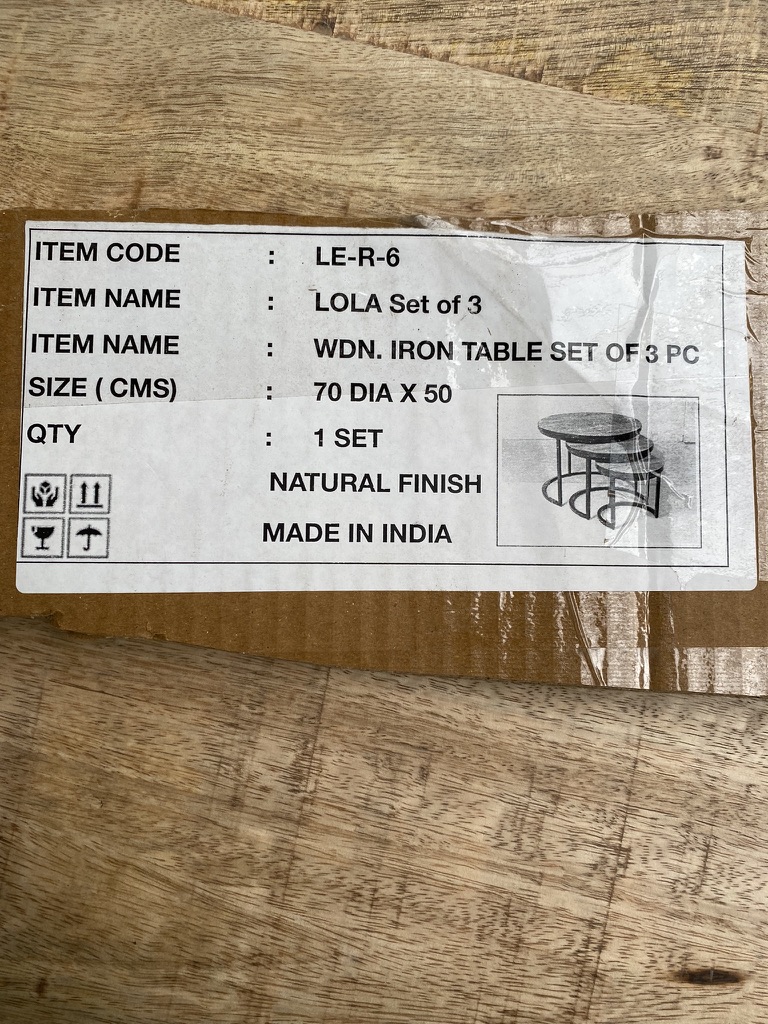 ITEM CODE : LE-R-6
ITEM NAME : LOLA Set of 3
ITEM NAME : WDN. IRON TABLE SET OF 3 PC
SIZE ( CMS) : 70 DIA X 50
QTY : 1 SET
NATURAL FINISH
MADE IN INDIA